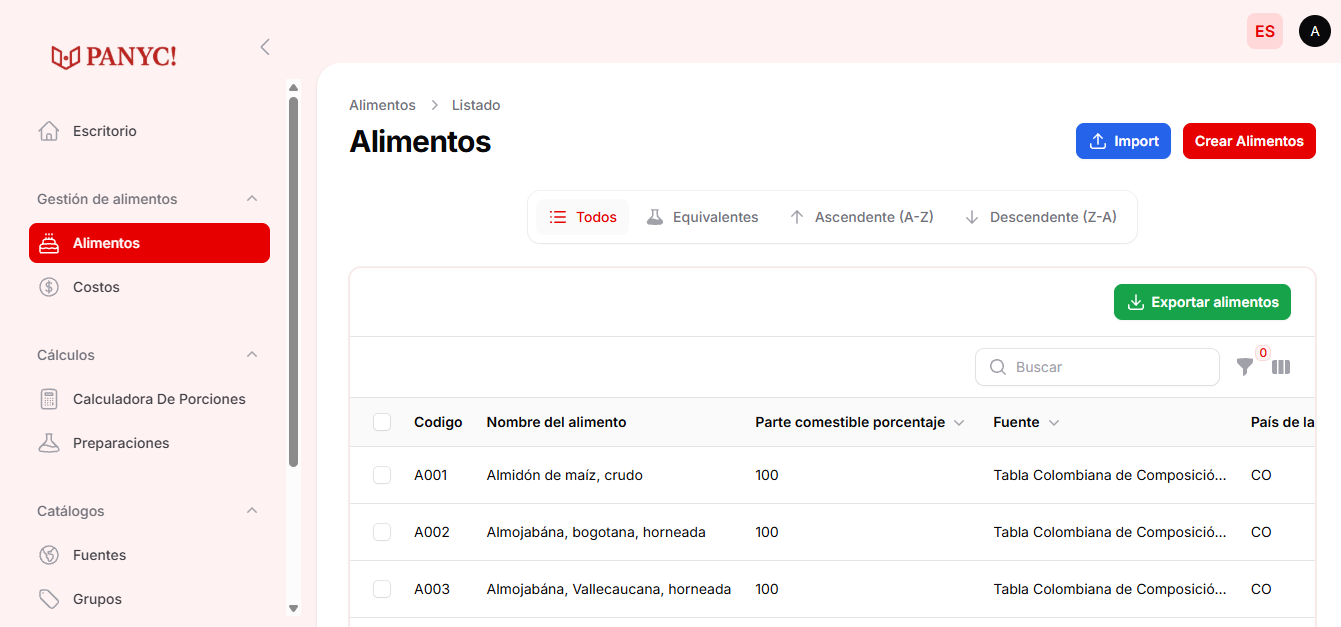 PANYC!
ES
A
Escritorio
Gestión de alimentos
Alimentos
Costos
Cálculos
Calculadora De Porciones
Preparaciones
Catálogos
Fuentes
Grupos
Alimentos > Listado
Alimentos
Import
Crear Alimentos
Todos Equivalentes Ascendente (A-Z) Descendente (Z-A)
Exportar alimentos
Buscar
0
Codigo Nombre del alimento Parte comestible porcentaje Fuente País de la
A001 Almidón de maíz, crudo 100 Tabla Colombiana de Composició... CO
A002 Almojabána, bogotana, horneada 100 Tabla Colombiana de Composició... CO
A003 Almojabána, Vallecaucana, horneada 100 Tabla Colombiana de Composició... CO